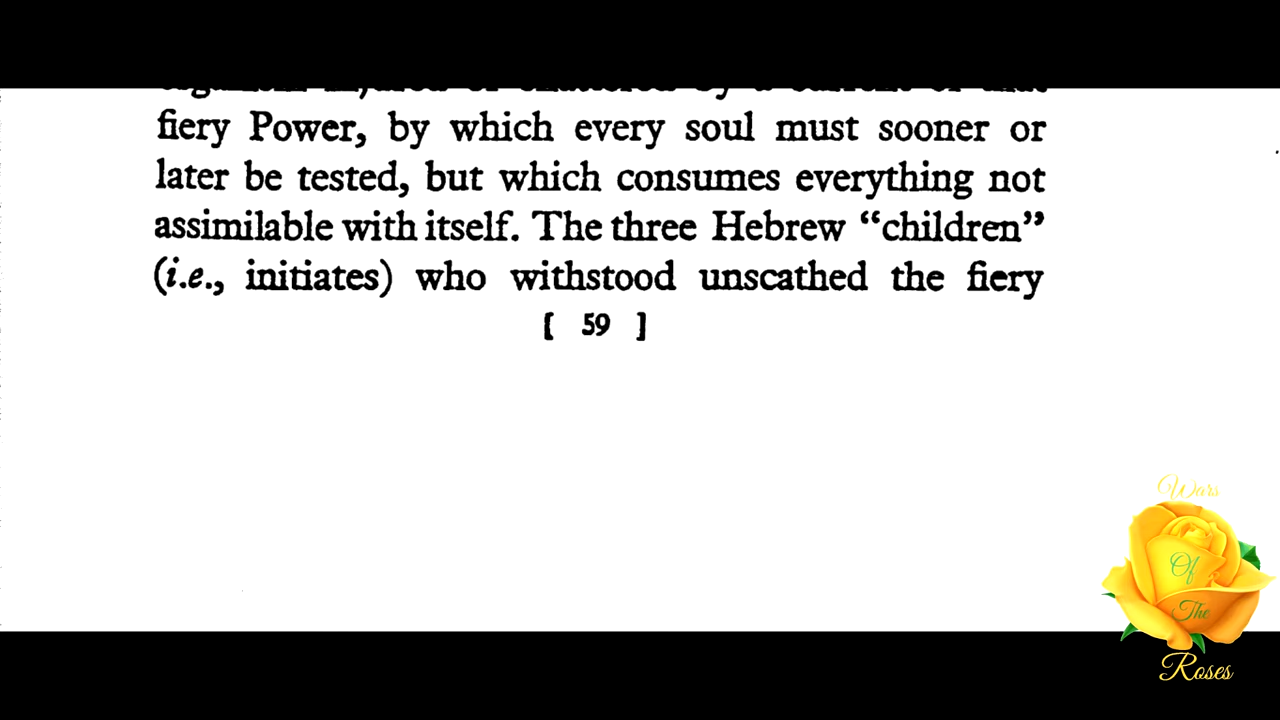 fiery Power, by which every soul must sooner or
later be tested, but which consumes everything not
assimilable with itself. The three Hebrew “children”
(i.e., initiates) who withstood unscathed the fiery
[ 59 ]
Wars
Of
The
Roses